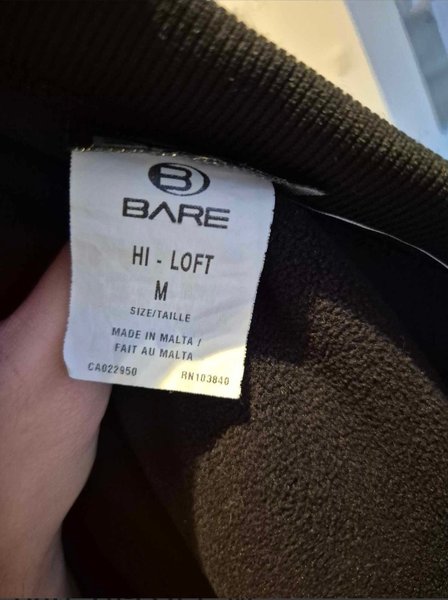 B
BARE
HI - LOFT
M
SIZE/TAILLE
MADE IN MALTA /
FAIT AU MALTA
CA022950 RN103840